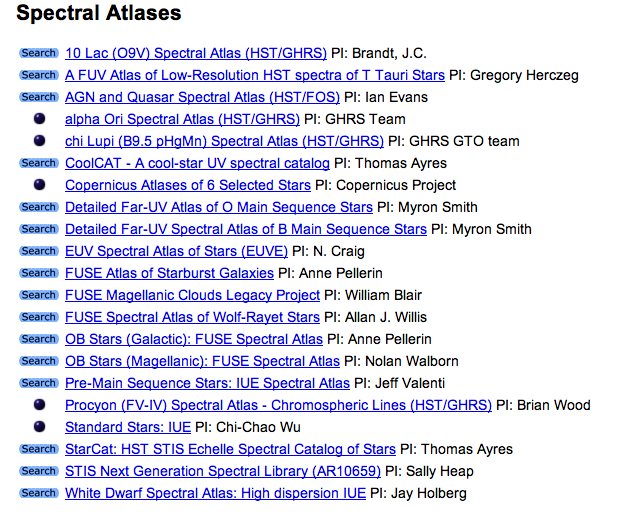 Spectral Atlases
Search 10 Lac (O9V) Spectral Atlas (HST/GHRS) PI: Brandt, J.C.
Search A FUV Atlas of Low-Resolution HST spectra of T Tauri Stars PI: Gregory Herczeg
Search AGN and Quasar Spectral Atlas (HST/FOS) PI: Ian Evans
alpha Ori Spectral Atlas (HST/GHRS) PI: GHRS Team
chi Lupi (B9.5 pHgMn) Spectral Atlas (HST/GHRS) PI: GHRS GTO team
Search CoolCAT - A cool-star UV spectral catalog PI: Thomas Ayres
Copernicus Atlases of 6 Selected Stars PI: Copernicus Project
Search Detailed Far-UV Atlas of O Main Sequence Stars PI: Myron Smith
Search Detailed Far-UV Spectral Atlas of B Main Sequence Stars PI: Myron Smith
Search EUV Spectral Atlas of Stars (EUVE) PI: N. Craig
Search FUSE Atlas of Starburst Galaxies PI: Anne Pellerin
Search FUSE Magellanic Clouds Legacy Project PI: William Blair
Search FUSE Spectral Atlas of Wolf-Rayet Stars PI: Allan J. Willis
Search OB Stars (Galactic): FUSE Spectral Atlas PI: Anne Pellerin
Search OB Stars (Magellanic): FUSE Spectral Atlas PI: Nolan Walborn
Search Pre-Main Sequence Stars: IUE Spectral Atlas PI: Jeff Valenti
Procyon (FV-IV) Spectral Atlas - Chromospheric Lines (HST/GHRS) PI: Brian Wood
Standard Stars: IUE PI: Chi-Chao Wu
Search StarCat: HST STIS Echelle Spectral Catalog of Stars PI: Thomas Ayres
Search STIS Next Generation Spectral Library (AR10659) PI: Sally Heap
Search White Dwarf Spectral Atlas: High dispersion IUE PI: Jay Holberg